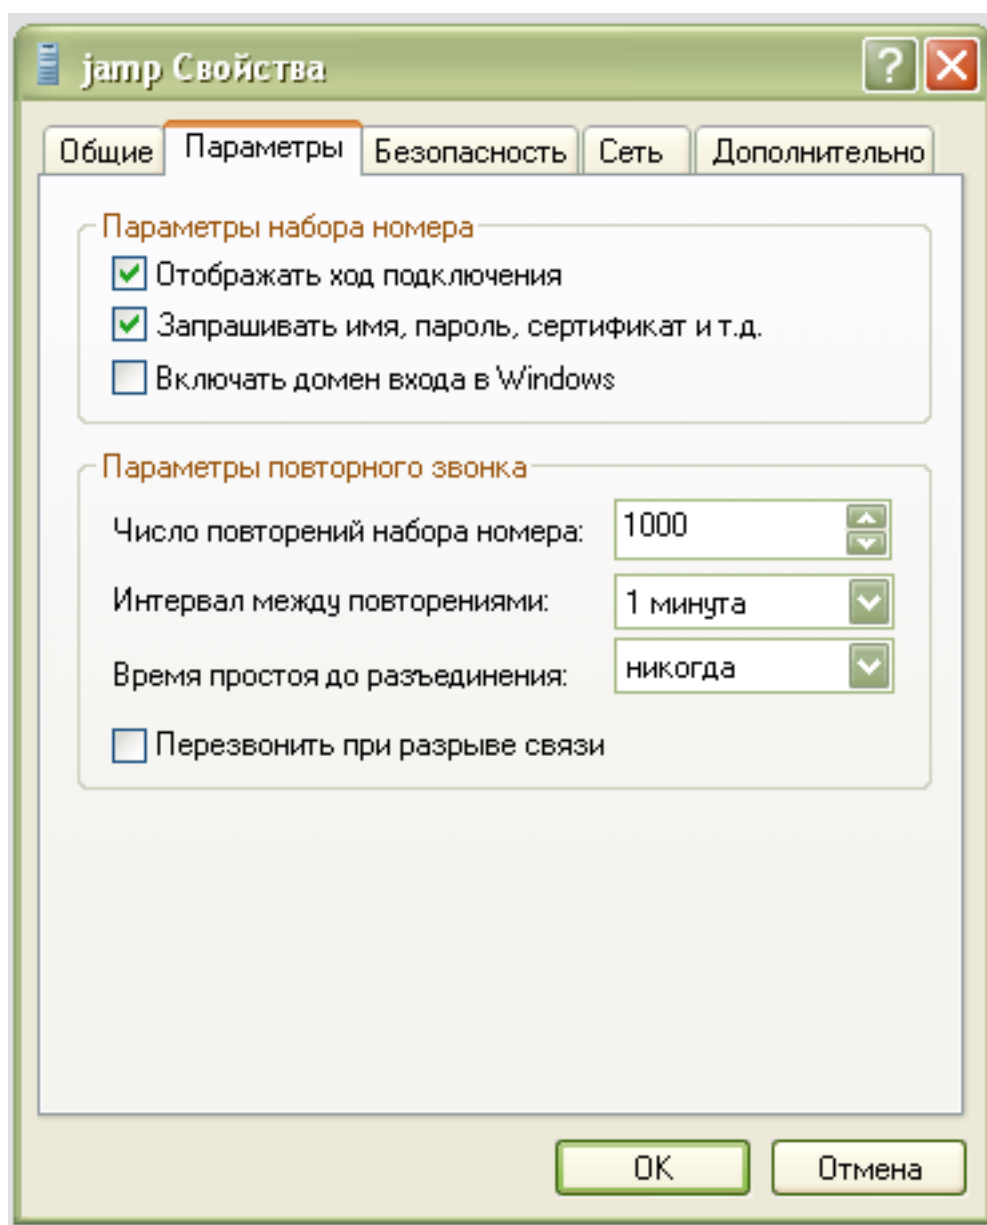 jamp Свойства
Общие Параметры Безопасность Сеть Дополнительно
Параметры набора номера
Отображать ход подключения
Запрашивать имя, пароль, сертификат и т.д.
Включать домен входа в Windows
Параметры повторного звонка
Число повторений набора номера: 1000
Интервал между повторениями: 1 минута
Время простоя до разъединения: никогда
Перезвонить при разрыве связи
OK Отмена